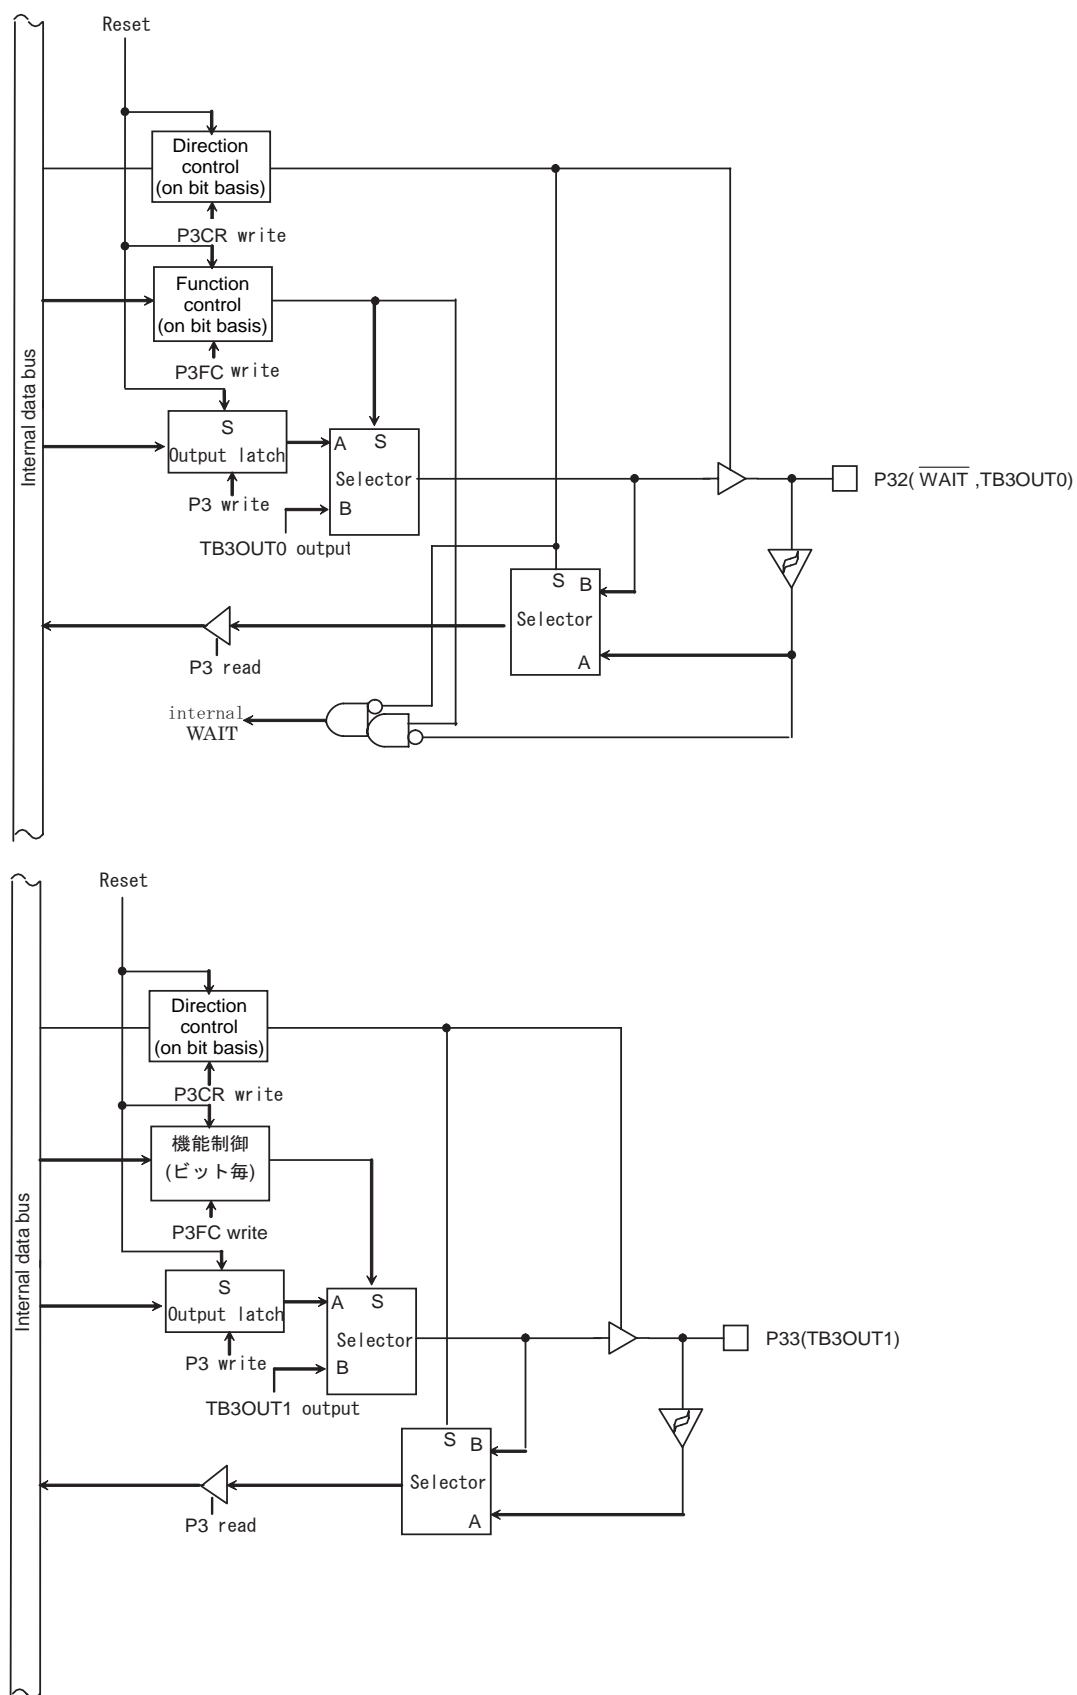 Reset
Direction
control
(on bit basis)
P3CR write
Function
control
(on bit basis)
P3FC write
Internal data bus
S
Output latch
A S
Selector
B
P3 write
TB3OUT0 output
P32( WAIT ,TB3OUT0)
S B
Selector
A
P3 read
internal
WAIT
Reset
Direction
control
(on bit basis)
P3CR write
機能制御
(ビット毎)
P3FC write
Internal data bus
S
Output latch
A S
Selector
B
P3 write
TB3OUT1 output
P33(TB3OUT1)
S B
Selector
A
P3 read